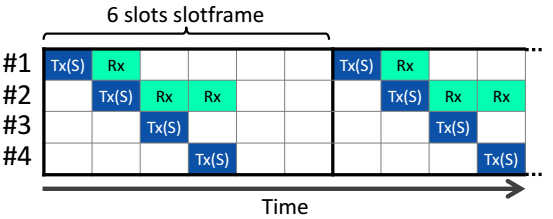 6 slots slotframe
#1 Tx(S) Rx Tx(S) Rx
#2 Tx(S) Rx Rx Tx(S) Rx Rx
#3 Tx(S) Tx(S)
#4 Tx(S) Tx(S)
Time